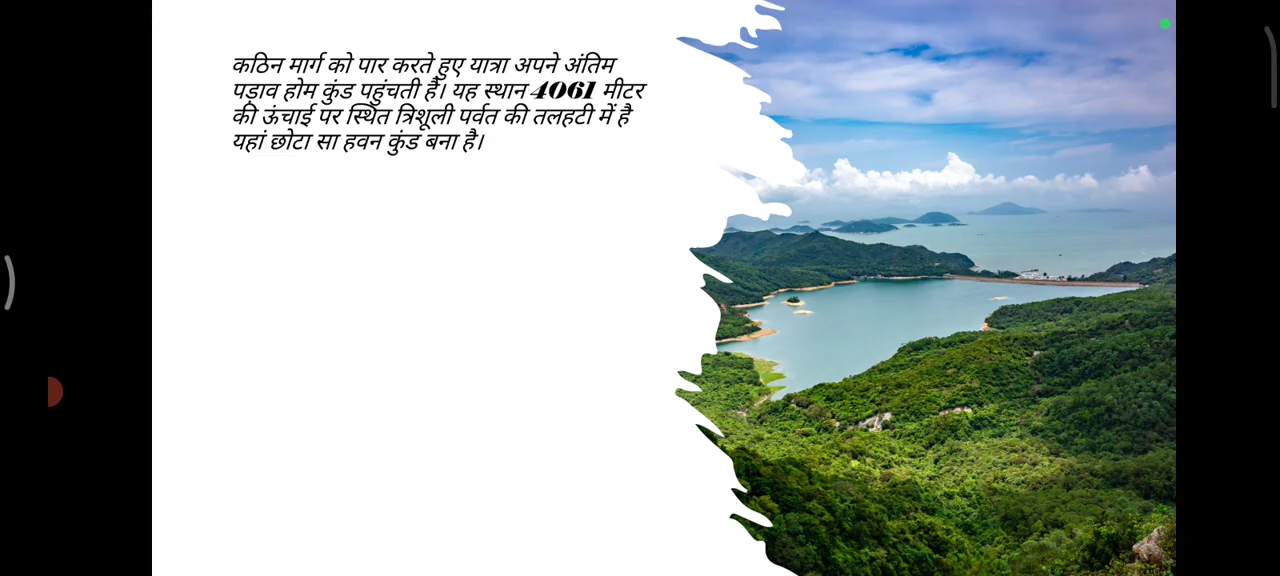 कठिन मार्ग को पार करते हुए यात्रा अपने अंतिम
पड़ाव होम कुंड पहुंचती है। यह स्थान 4061 मीटर
की ऊंचाई पर स्थित त्रिशूली पर्वत की तलहटी में है
यहां छोटा सा हवन कुंड बना है।